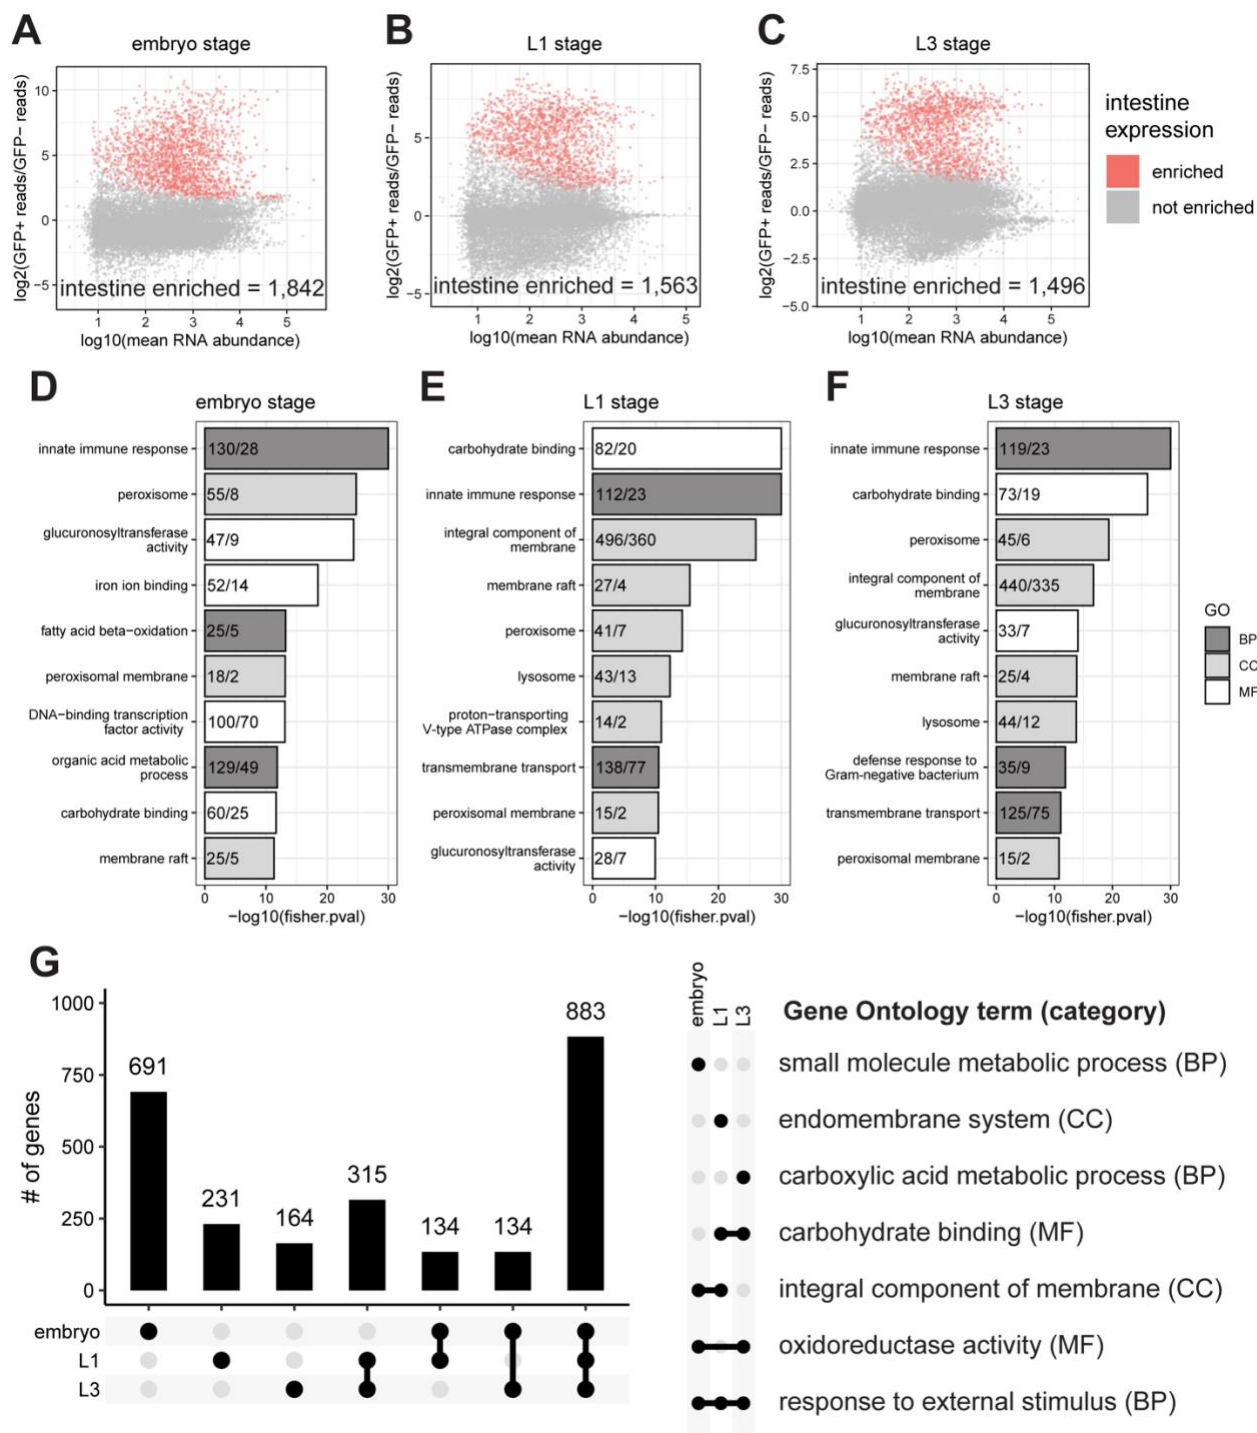 A
embryo stage
log2(GFP+ reads/GFP− reads)
10
5
0
−5
intestine enriched = 1,842
1 2 3 4 5
log10(mean RNA abundance)
B
L1 stage
log2(GFP+ reads/GFP− reads)
5
0
−5
intestine enriched = 1,563
1 2 3 4 5
log10(mean RNA abundance)
C
L3 stage
log2(GFP+ reads/GFP− reads)
7.5
5.0
2.5
0.0
−2.5
−5.0
intestine enriched = 1,496
1 2 3 4 5
log10(mean RNA abundance)
intestine
expression
enriched
not enriched
D
embryo stage
innate immune response 130/28
peroxisome 55/8
glucuronosyltransferase
activity 47/9
iron ion binding 52/14
fatty acid beta−oxidation 25/5
peroxisomal membrane 18/2
DNA−binding transcription
factor activity 100/70
organic acid metabolic
process 129/49
carbohydrate binding 60/25
membrane raft 25/5
0 10 20 30
−log10(fisher.pval)
E
L1 stage
carbohydrate binding 82/20
innate immune response 112/23
integral component of
membrane 496/360
membrane raft 27/4
peroxisome 41/7
lysosome 43/13
proton−transporting
V−type ATPase complex 14/2
transmembrane transport 138/77
peroxisomal membrane 15/2
glucuronosyltransferase
activity 28/7
0 10 20 30
−log10(fisher.pval)
F
L3 stage
innate immune response 119/23
carbohydrate binding 73/19
peroxisome 45/6
integral component of
membrane 440/335
glucuronosyltransferase
activity 33/7
membrane raft 25/4
lysosome 44/12
defense response to
Gram−negative bacterium 35/9
transmembrane transport 125/75
peroxisomal membrane 15/2
0 10 20 30
−log10(fisher.pval)
GO
BP
CC
MF
G
# of genes
1000
750
500
250
0
691
231
164
315
134
134
883
embryo
L1
L3
embryo
L1
L3
Gene Ontology term (category)
small molecule metabolic process (BP)
endomembrane system (CC)
carboxylic acid metabolic process (BP)
carbohydrate binding (MF)
integral component of membrane (CC)
oxidoreductase activity (MF)
response to external stimulus (BP)